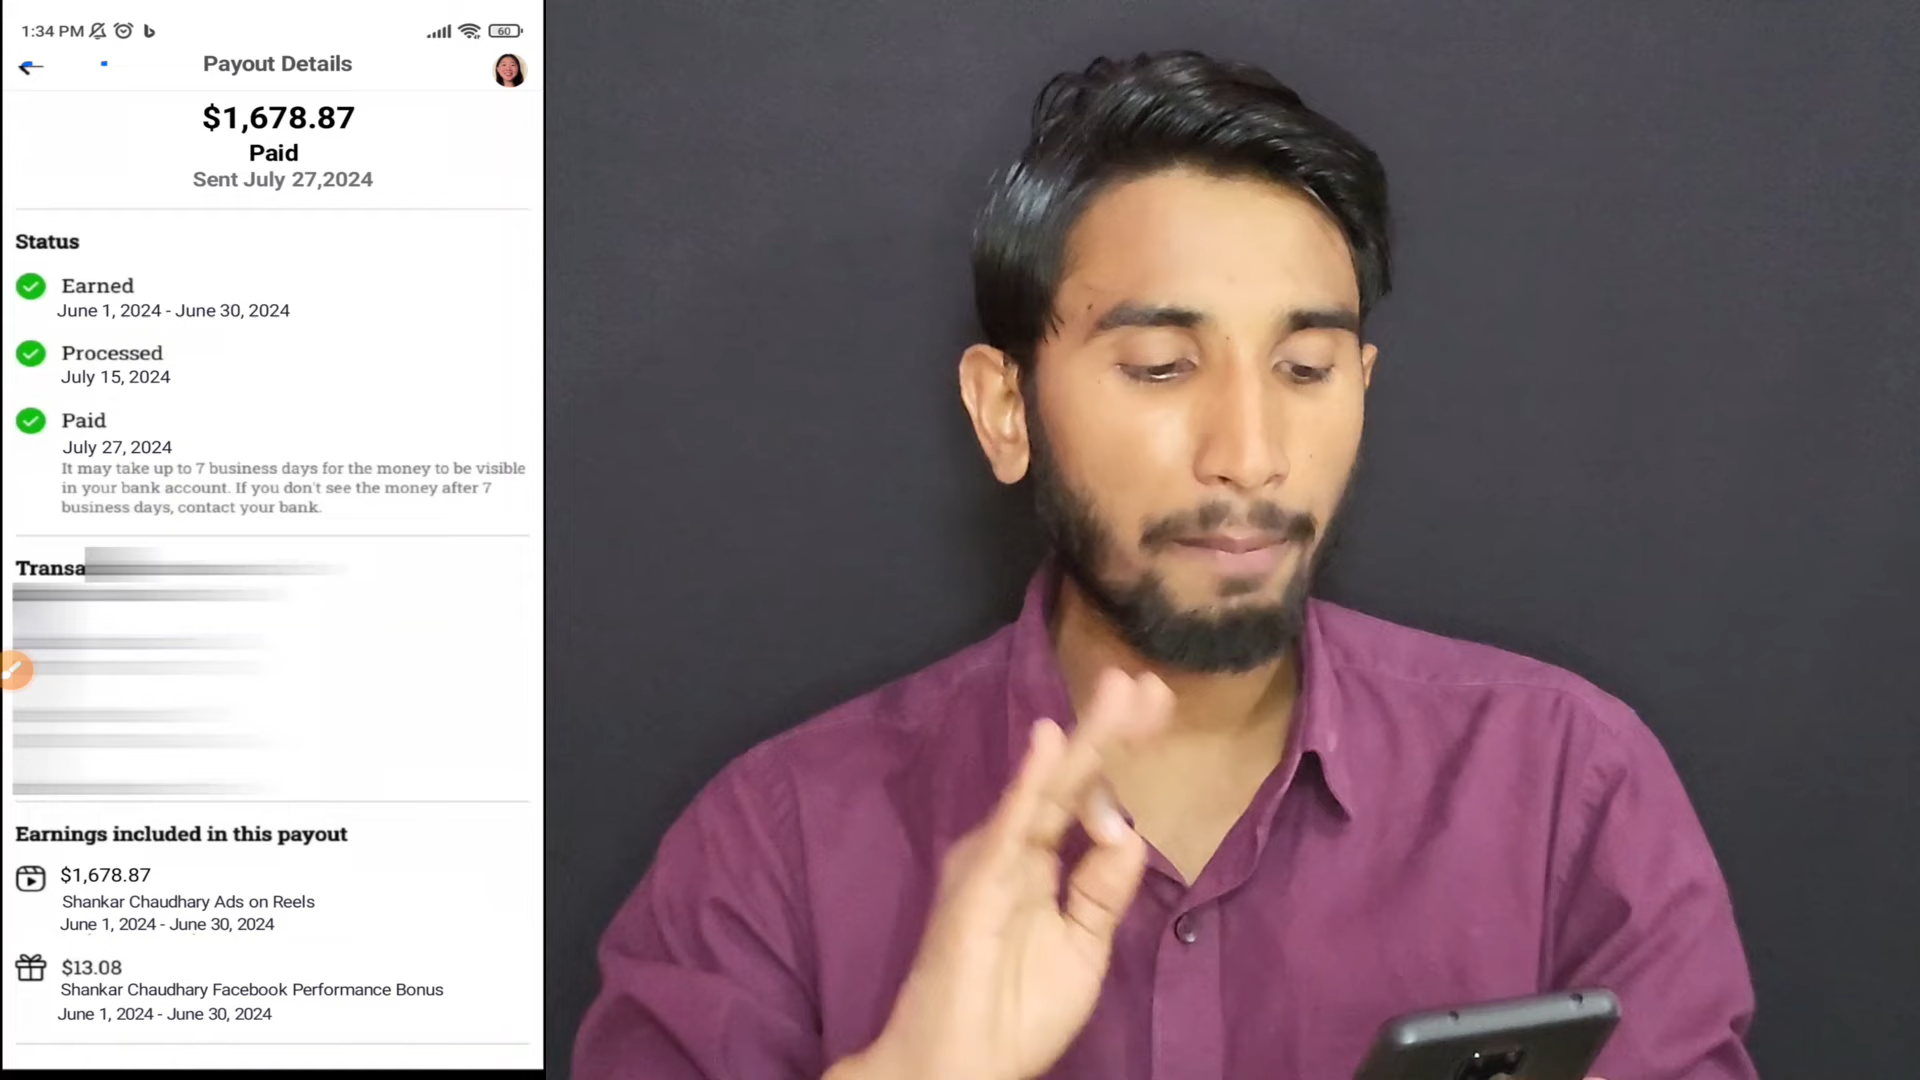 1:34 PM
60
Payout Details
$1,678.87
Paid
Sent July 27,2024
Status
Earned
June 1, 2024 - June 30, 2024
Processed
July 15, 2024
Paid
July 27, 2024
It may take up to 7 business days for the money to be visible
in your bank account. If you don't see the money after 7
business days, contact your bank.
Transa
Earnings included in this payout
$1,678.87
Shankar Chaudhary Ads on Reels
June 1, 2024 - June 30, 2024
$13.08
Shankar Chaudhary Facebook Performance Bonus
June 1, 2024 - June 30, 2024